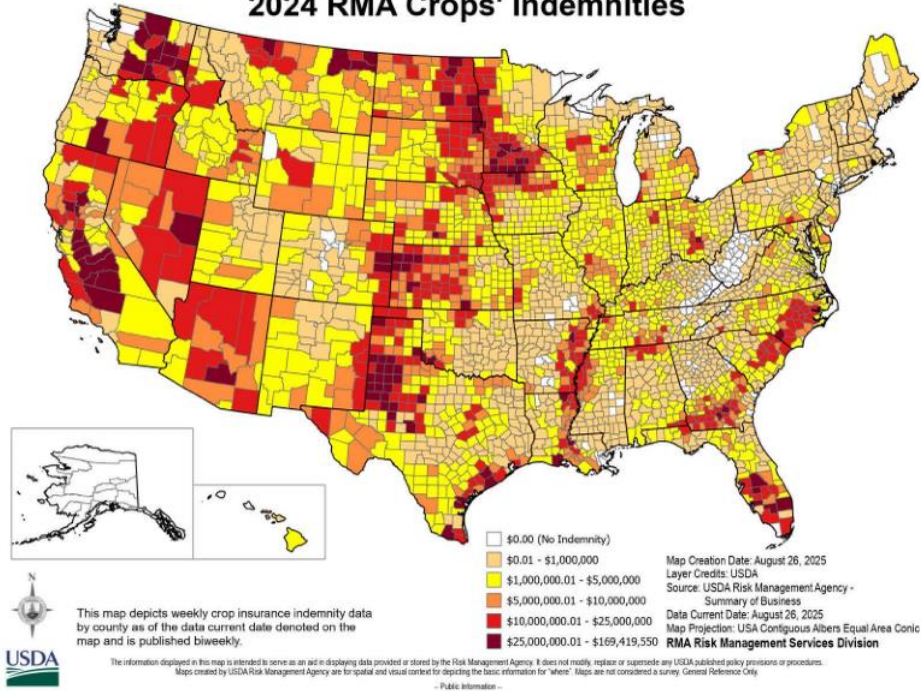 2024 RMA Crops' Indemnities
$0.00 (No Indemnity)
$0.01 - $1,000,000
$1,000,000.01 - $5,000,000
$5,000,000.01 - $10,000,000
$10,000,000.01 - $25,000,000
$25,000,000.01 - $169,419,550
Map Creation Date: August 26, 2025
Layer Credits: USDA
Source: USDA Risk Management Agency -
Summary of Business
Data Current Date: August 26, 2025
Map Projection: USA Contiguous Albers Equal Area Conic
RMA Risk Management Services Division
N
This map depicts weekly crop insurance indemnity data
by county as of the data current date denoted on the
map and is published biweekly.
USDA
The information displayed in this map is intended to serve as an aid in displaying data provided or stored by the Risk Management Agency. It does not modify, replace or supersede any USDA published policy provisions or procedures.
Maps created by USDA Risk Management Agency are for spatial and visual context for depicting the basic information for "where". Maps are not considered a survey. General Reference Only.
-- Public Information --